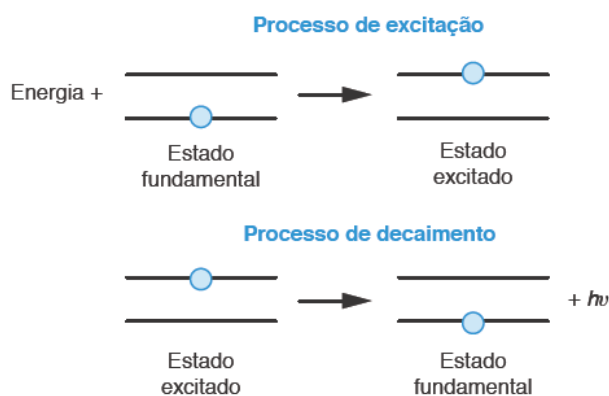 Processo de excitação
Energia +
Estado
fundamental
Estado
excitado
Processo de decaimento
+ hν
Estado
excitado
Estado
fundamental